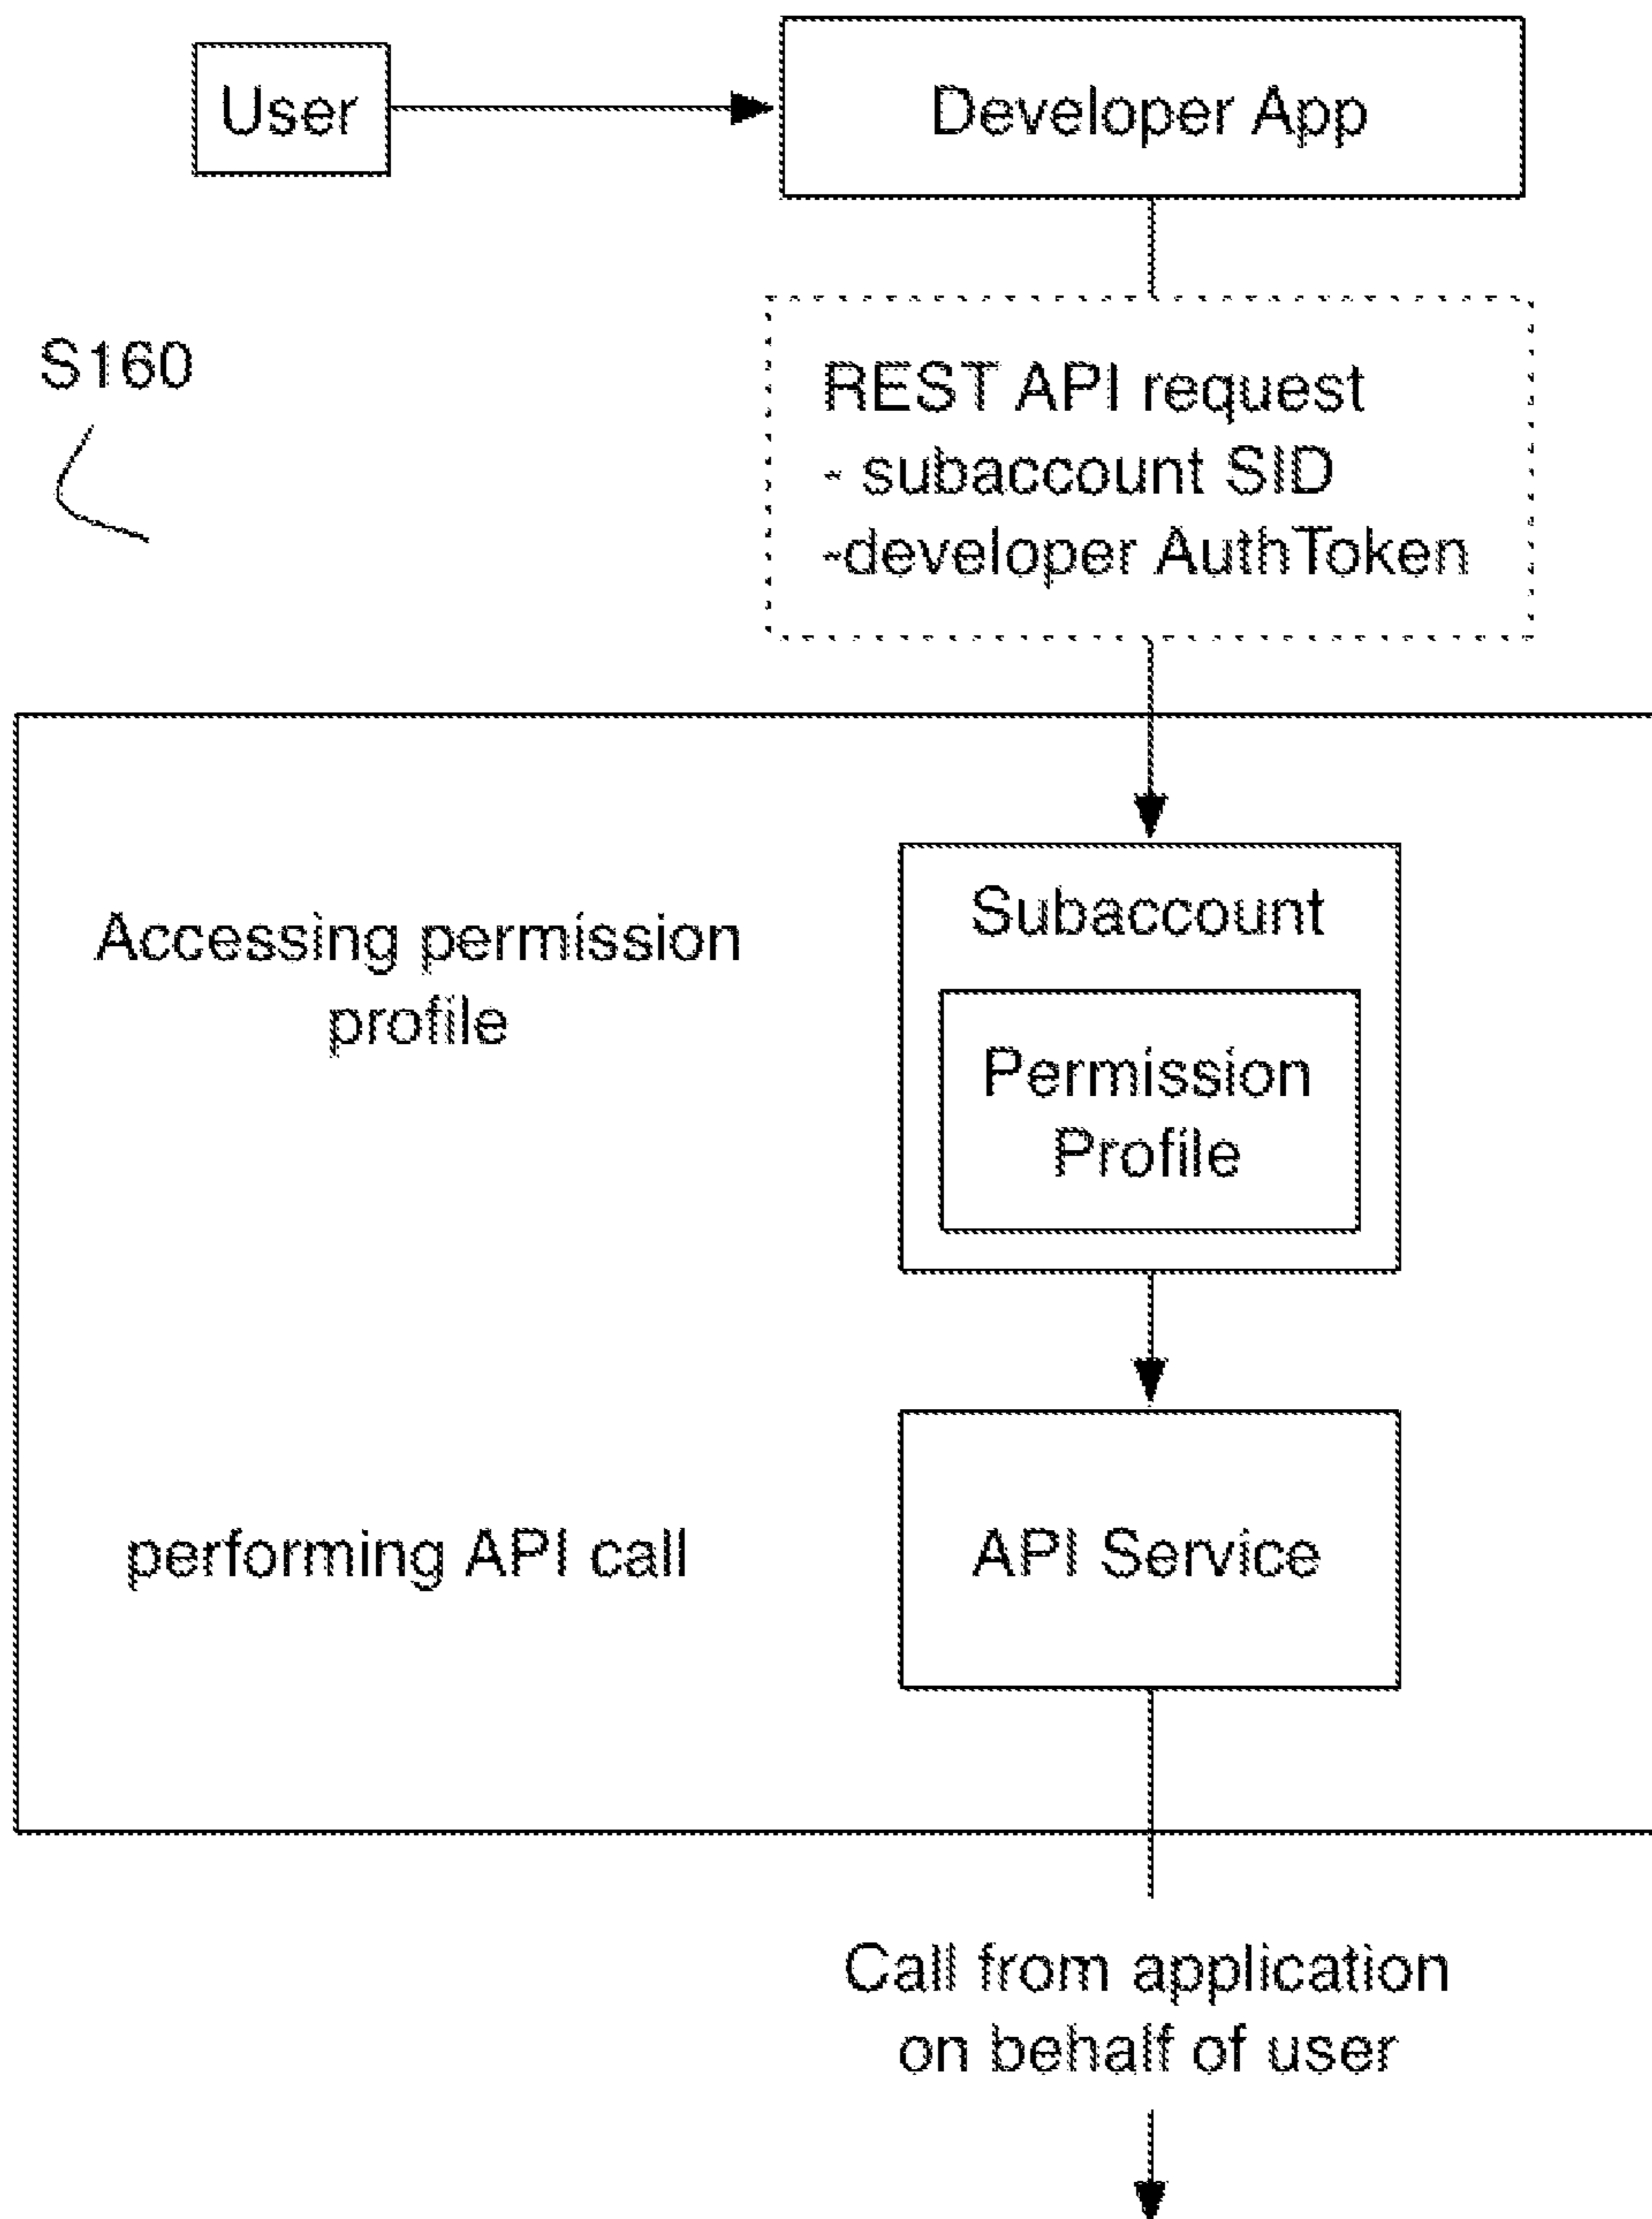 User
Developer App
S160
REST API request
- subaccount SID
-developer AuthToken
Accessing permission
profile
Subaccount
Permission
Profile
performing API call
API Service
Call from application
on behalf of user